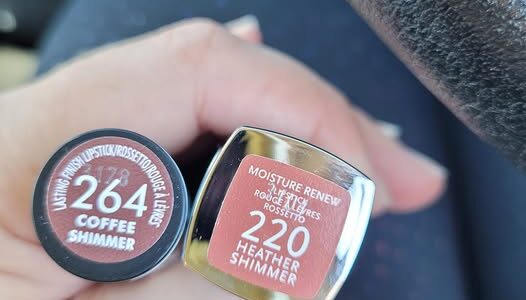 LASTING FINISH LIPSTICK/ROSSETTO/ROUGE À LÈVRES
264
COFFEE
SHIMMER
MOISTURE RENEW
LIPSTICK
ROUGE À LÈVRES
ROSSETTO
220
HEATHER
SHIMMER